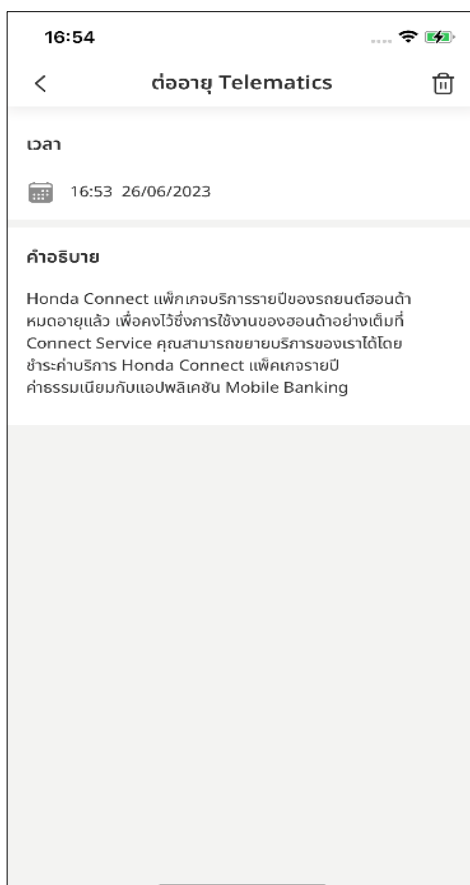 16:54
ต่ออายุ Telematics
เวลา
16:53 26/06/2023
คำอธิบาย
Honda Connect แพ็กเกจบริการรายปีของรถยนต์ฮอนด้า
หมดอายุแล้ว เพื่อคงไว้ซึ่งการใช้งานของฮอนด้าอย่างเต็มที่
Connect Service คุณสามารถขยายบริการของเราได้โดย
ชำระค่าบริการ Honda Connect แพ็คเกจรายปี
ค่าธรรมเนียมกับแอปพลิเคชัน Mobile Banking